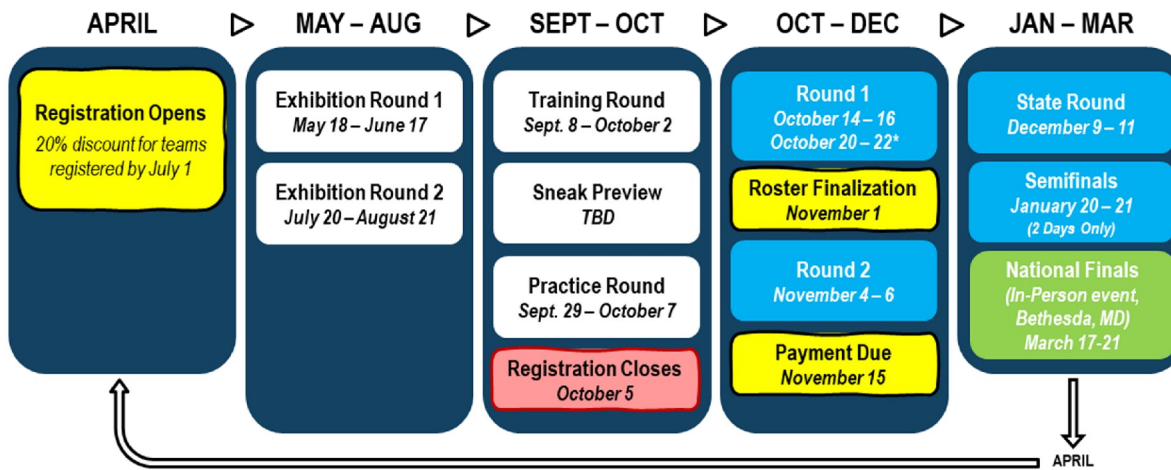 APRIL
MAY – AUG
SEPT – OCT
OCT – DEC
JAN – MAR
Registration Opens
20% discount for teams
registered by July 1
Exhibition Round 1
May 18 – June 17
Exhibition Round 2
July 20 – August 21
Training Round
Sept. 8 – October 2
Sneak Preview
TBD
Practice Round
Sept. 29 – October 7
Registration Closes
October 5
Round 1
October 14 – 16
October 20 – 22*
Roster Finalization
November 1
Round 2
November 4 – 6
Payment Due
November 15
State Round
December 9 – 11
Semifinals
January 20 – 21
(2 Days Only)
National Finals
(In-Person event,
Bethesda, MD)
March 17-21
APRIL